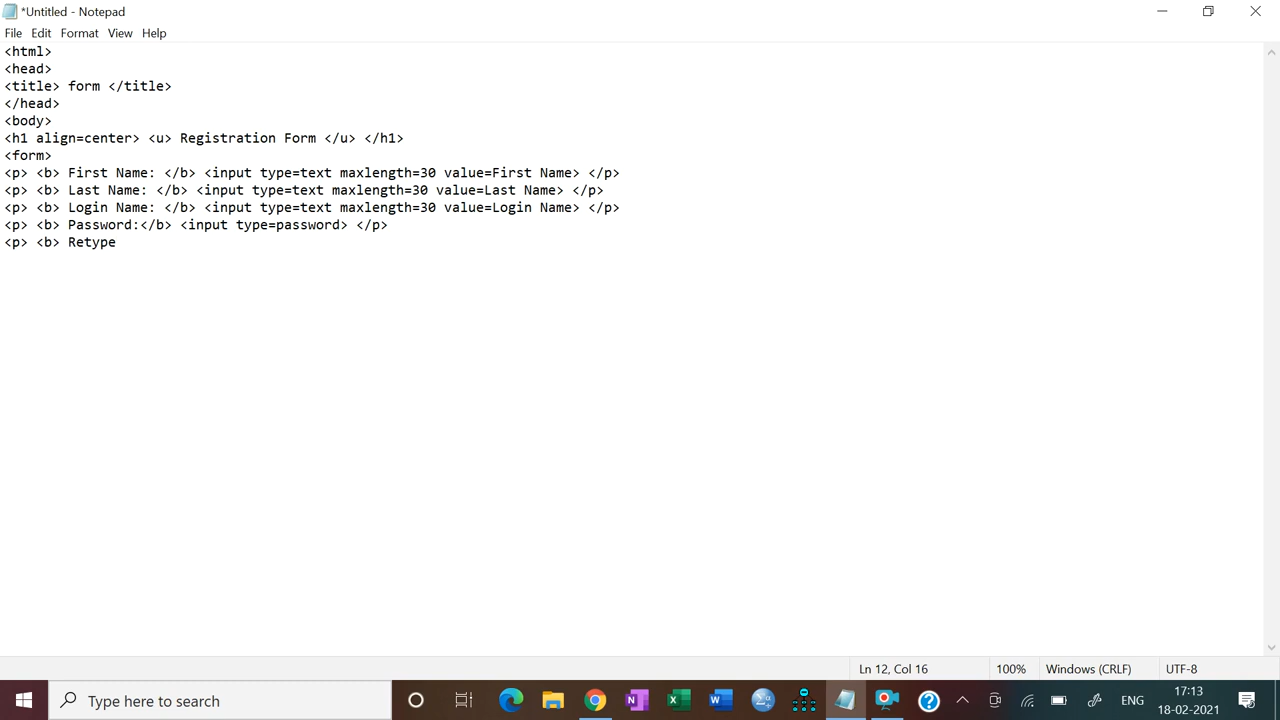 *Untitled - Notepad
File Edit Format View Help
<html>
<head>
<title> form </title>
</head>
<body>
<h1 align=center> <u> Registration Form </u> </h1>
<form>
<p> <b> First Name: </b> <input type=text maxlength=30 value=First Name> </p>
<p> <b> Last Name: </b> <input type=text maxlength=30 value=Last Name> </p>
<p> <b> Login Name: </b> <input type=text maxlength=30 value=Login Name> </p>
<p> <b> Password:</b> <input type=password> </p>
<p> <b> Retype
Ln 12, Col 16 100% Windows (CRLF) UTF-8
Type here to search ENG 17:13
18-02-2021